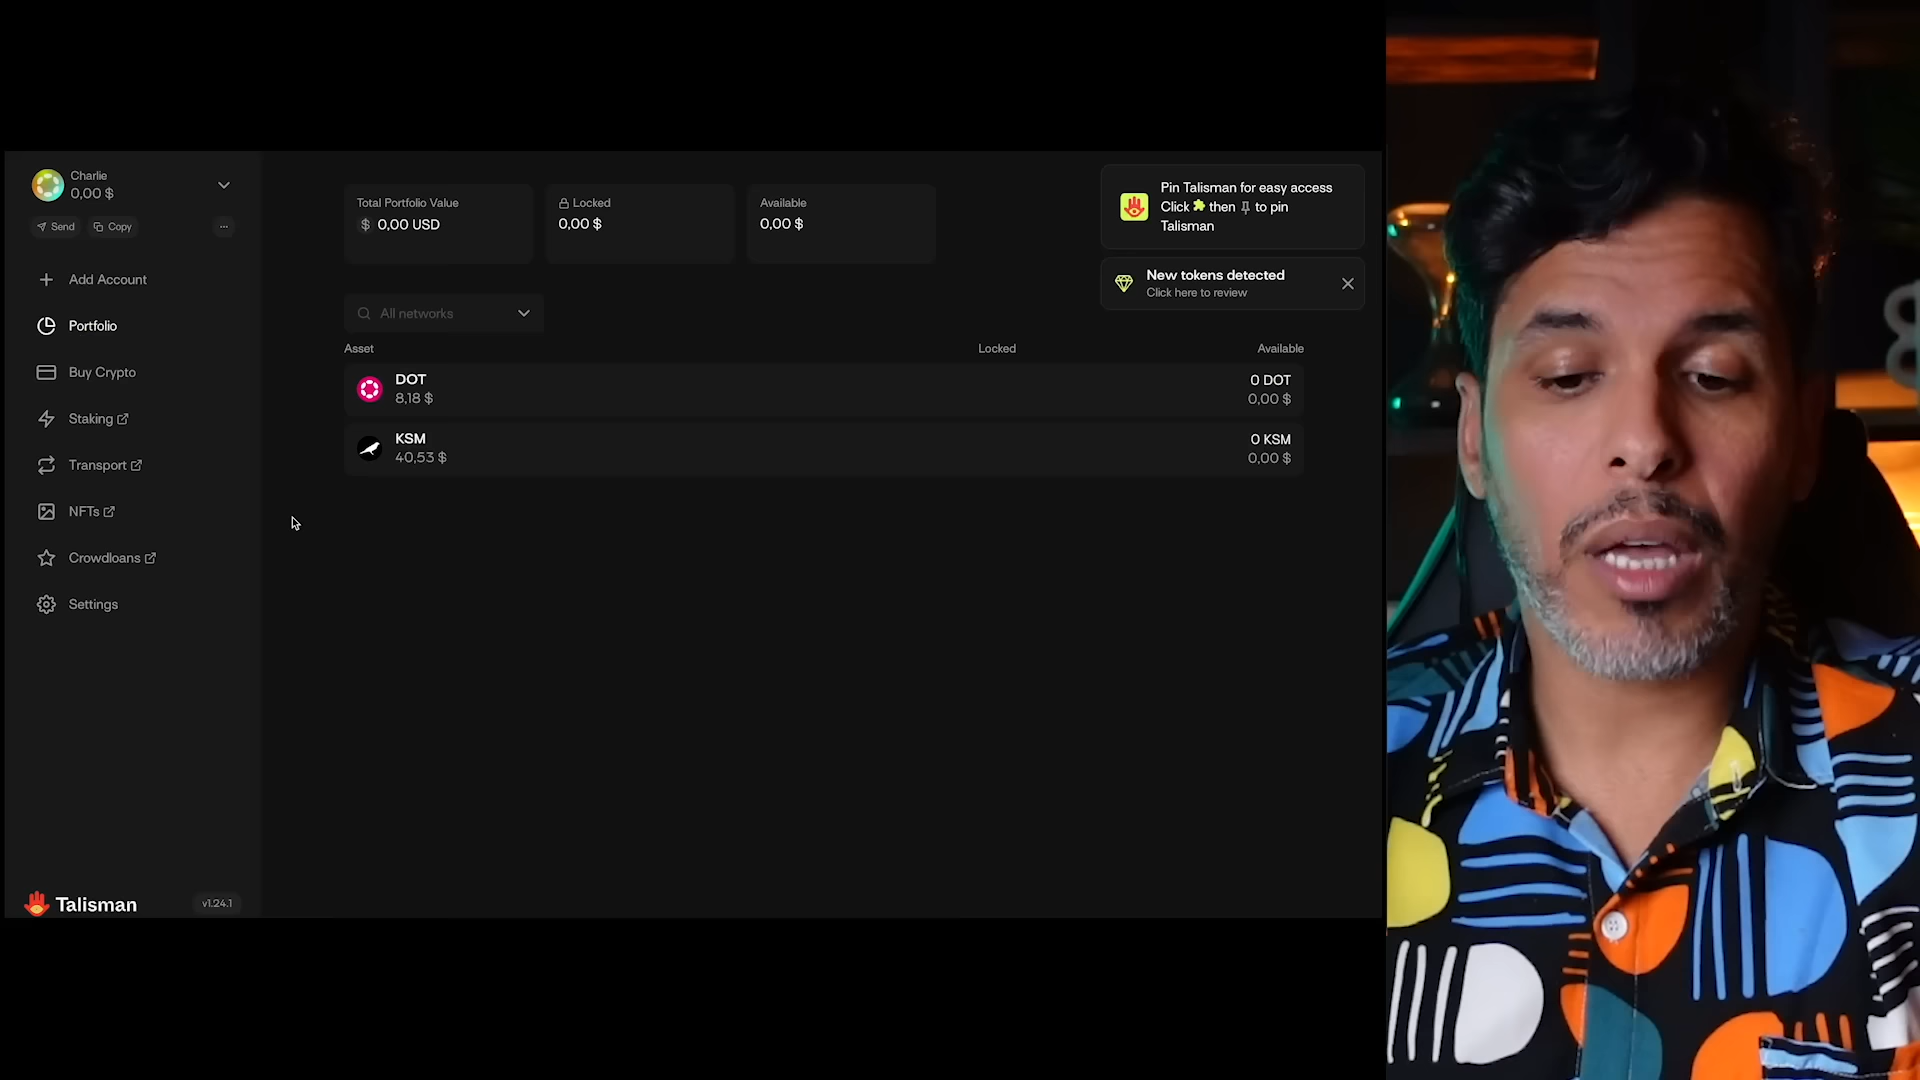 Charlie
0,00 $
Send
Copy
Add Account
Portfolio
Buy Crypto
Staking
Transport
NFTs
Crowdloans
Settings
Talisman
v1.24.1
Total Portfolio Value
$ 0,00 USD
Locked
0,00 $
Available
0,00 $
All networks
Asset
Locked
Available
DOT
8,18 $
0 DOT
0,00 $
KSM
40,53 $
0 KSM
0,00 $
Pin Talisman for easy access
Click then to pin
Talisman
New tokens detected
Click here to review